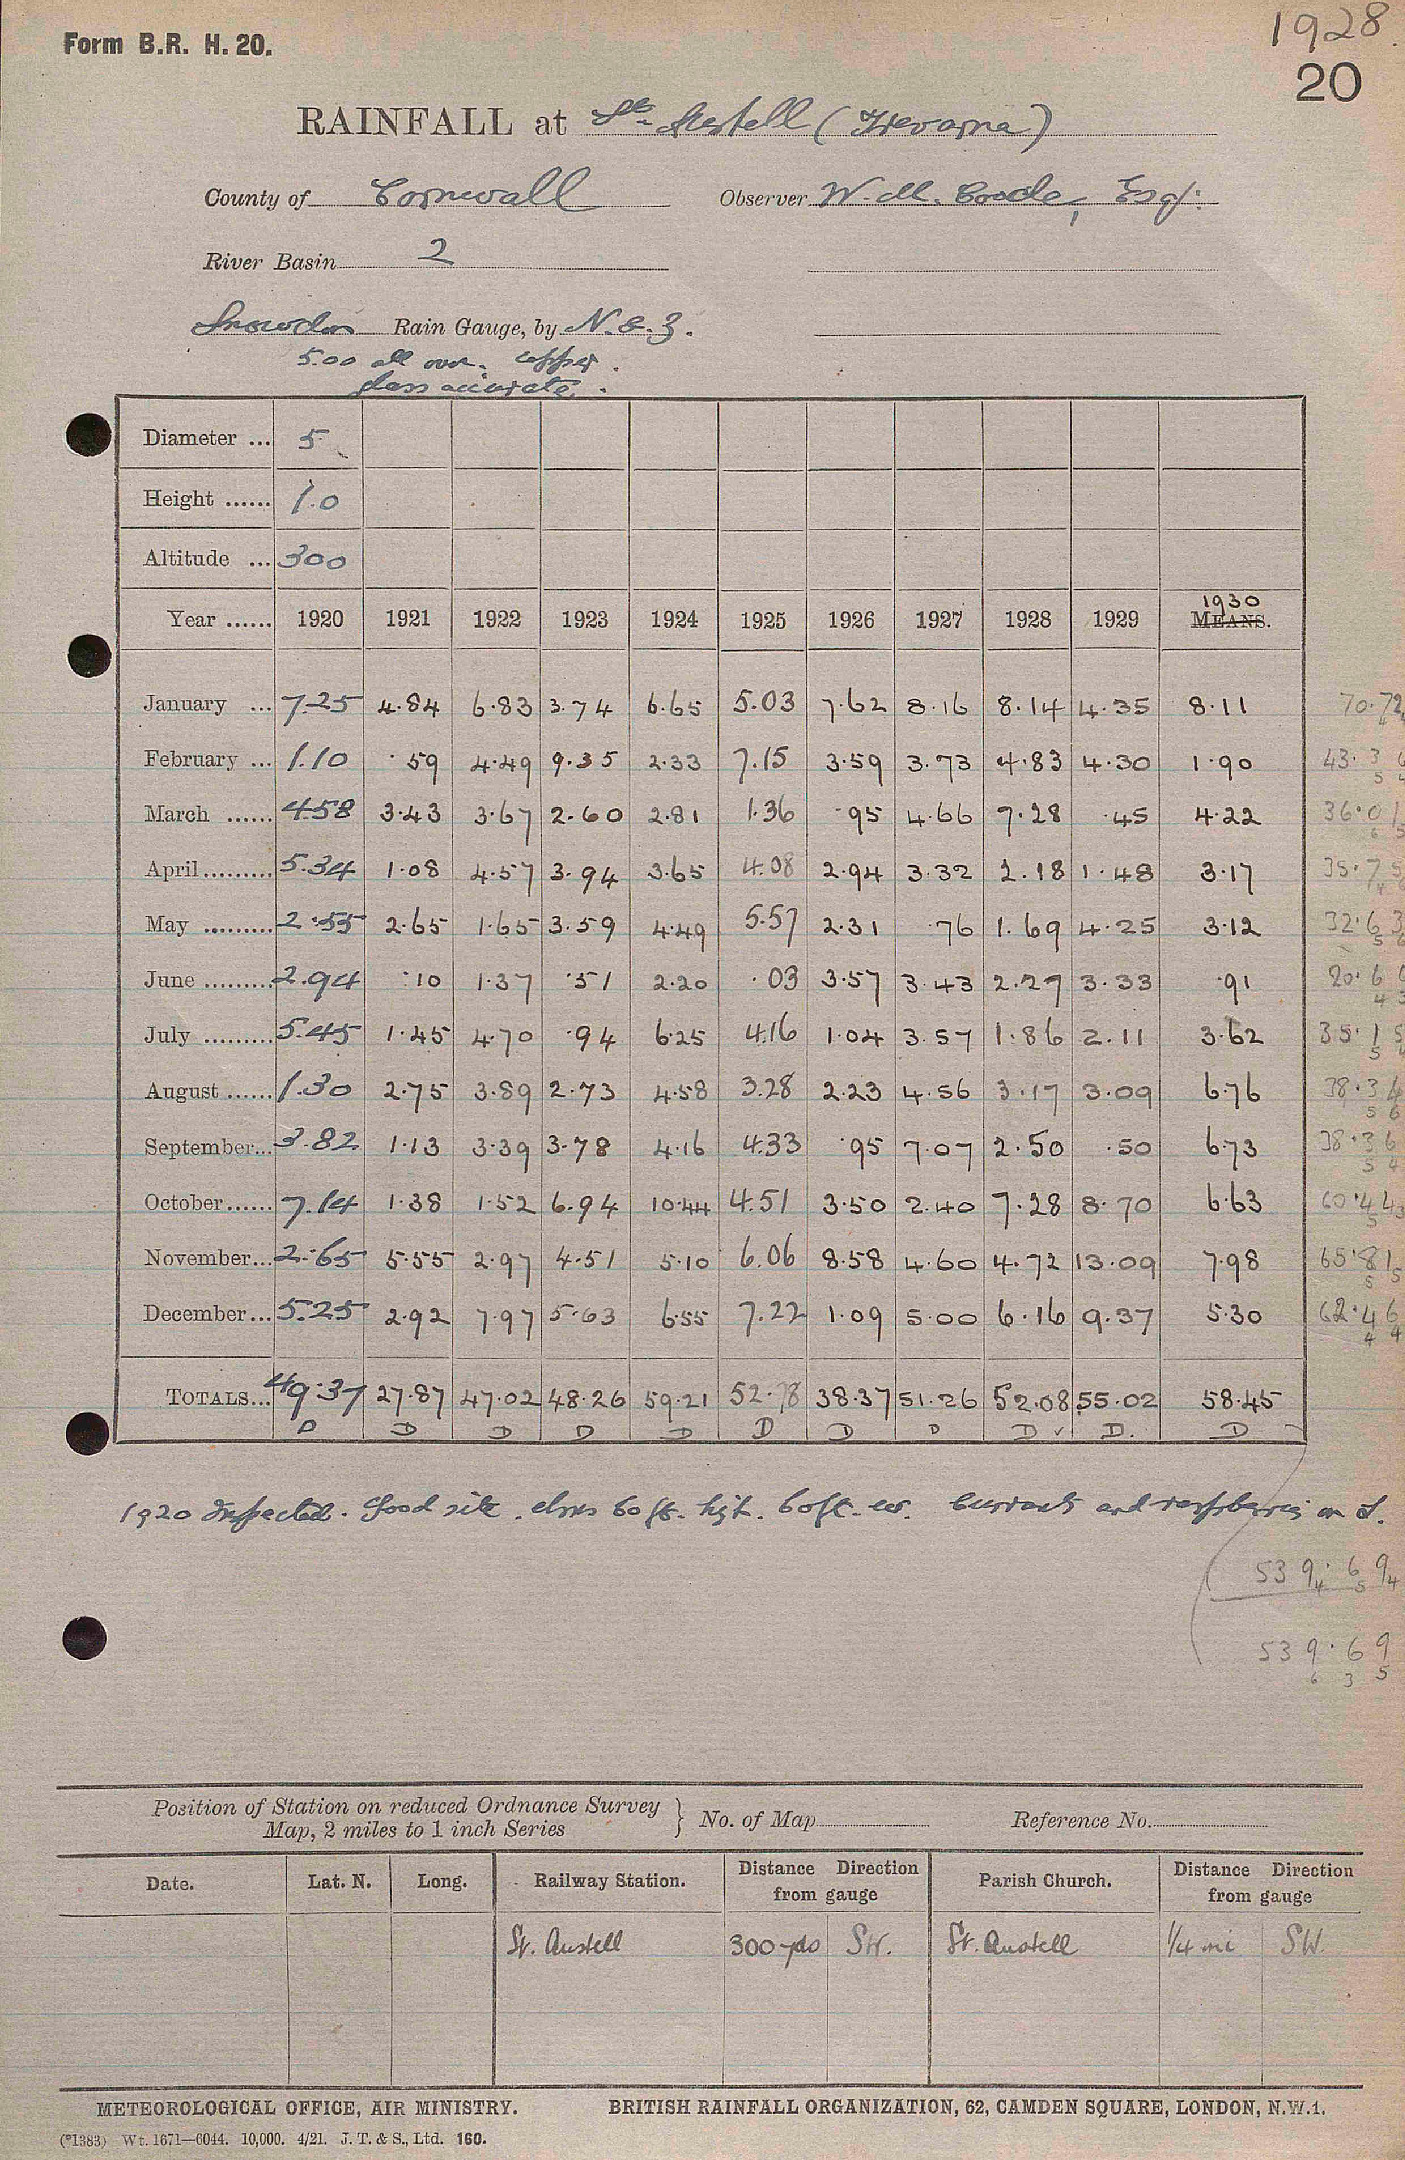 Form B.R. H. 20.
1928.
20
RAINFALL at St. Austell (Trevarna)
County of Cornwall Observer W. M. Coode, Esq.
River Basin 2
Snowdon Rain Gauge, by N. & Z.
5.00 all over. copper.
glass accurate.
Diameter ... 5
Height ...... 1.0
Altitude ... 300
1930
Year ...... 1920 1921 1922 1923 1924 1925 1926 1927 1928 1929 MEANS.
January ... 7.25 4.84 6.83 3.74 6.65 5.03 7.62 8.16 8.14 4.35 8.11 70.72
February ... 1.10 .59 4.49 9.35 2.33 7.15 3.59 3.73 4.83 4.30 1.90 43.3
March ...... 4.58 3.43 3.67 2.60 2.81 1.36 .95 4.66 7.28 .45 4.22 36.01
April ......... 5.34 1.08 4.57 3.94 3.65 4.08 2.94 3.32 2.18 1.48 3.17 35.75
May ......... 2.55 2.65 1.65 3.59 4.49 5.57 2.31 .76 1.69 4.25 3.12 32.63
June ......... 2.94 .10 1.37 .51 2.20 .03 3.57 3.43 2.27 3.33 .91 20.6
July ......... 5.45 1.45 4.70 .94 6.25 4.16 1.04 3.57 1.86 2.11 3.62 35.15
August ...... 1.30 2.75 3.89 2.73 4.58 3.28 2.23 4.56 3.17 3.09 6.76 38.34
September... 3.82 1.13 3.39 3.78 4.16 4.33 .95 7.07 2.50 .50 6.73 38.36
October...... 7.14 1.38 1.52 6.94 10.44 4.51 3.50 2.40 7.28 8.70 6.63 60.44
November... 2.65 5.55 2.97 4.51 5.10 6.06 8.58 4.60 4.72 13.09 7.98 65.81
December... 5.25 2.92 7.97 5.63 6.55 7.22 1.09 5.00 6.16 9.37 5.30 62.46
TOTALS... 49.37 27.87 47.02 48.26 59.21 52.78 38.37 51.26 52.08 55.02 58.45
D D D D D D D D D ✓ D. D
1920 Inspected. Good site. elms 60 ft. high. 60 ft. Currants and raspberries on S.
539.69
539.69
Position of Station on reduced Ordnance Survey
Map, 2 miles to 1 inch Series } No. of Map Reference No.
Date. Lat. N. Long. Railway Station. Distance Direction from gauge Parish Church. Distance Direction from gauge
St. Austell 300 yds SW. St. Austell 1/4 mi SW.
METEOROLOGICAL OFFICE, AIR MINISTRY. BRITISH RAINFALL ORGANIZATION, 62, CAMDEN SQUARE, LONDON, N.W.1.
(*1383) Wt. 1671—6044. 10,000. 4/21. J. T. & S., Ltd. 160.